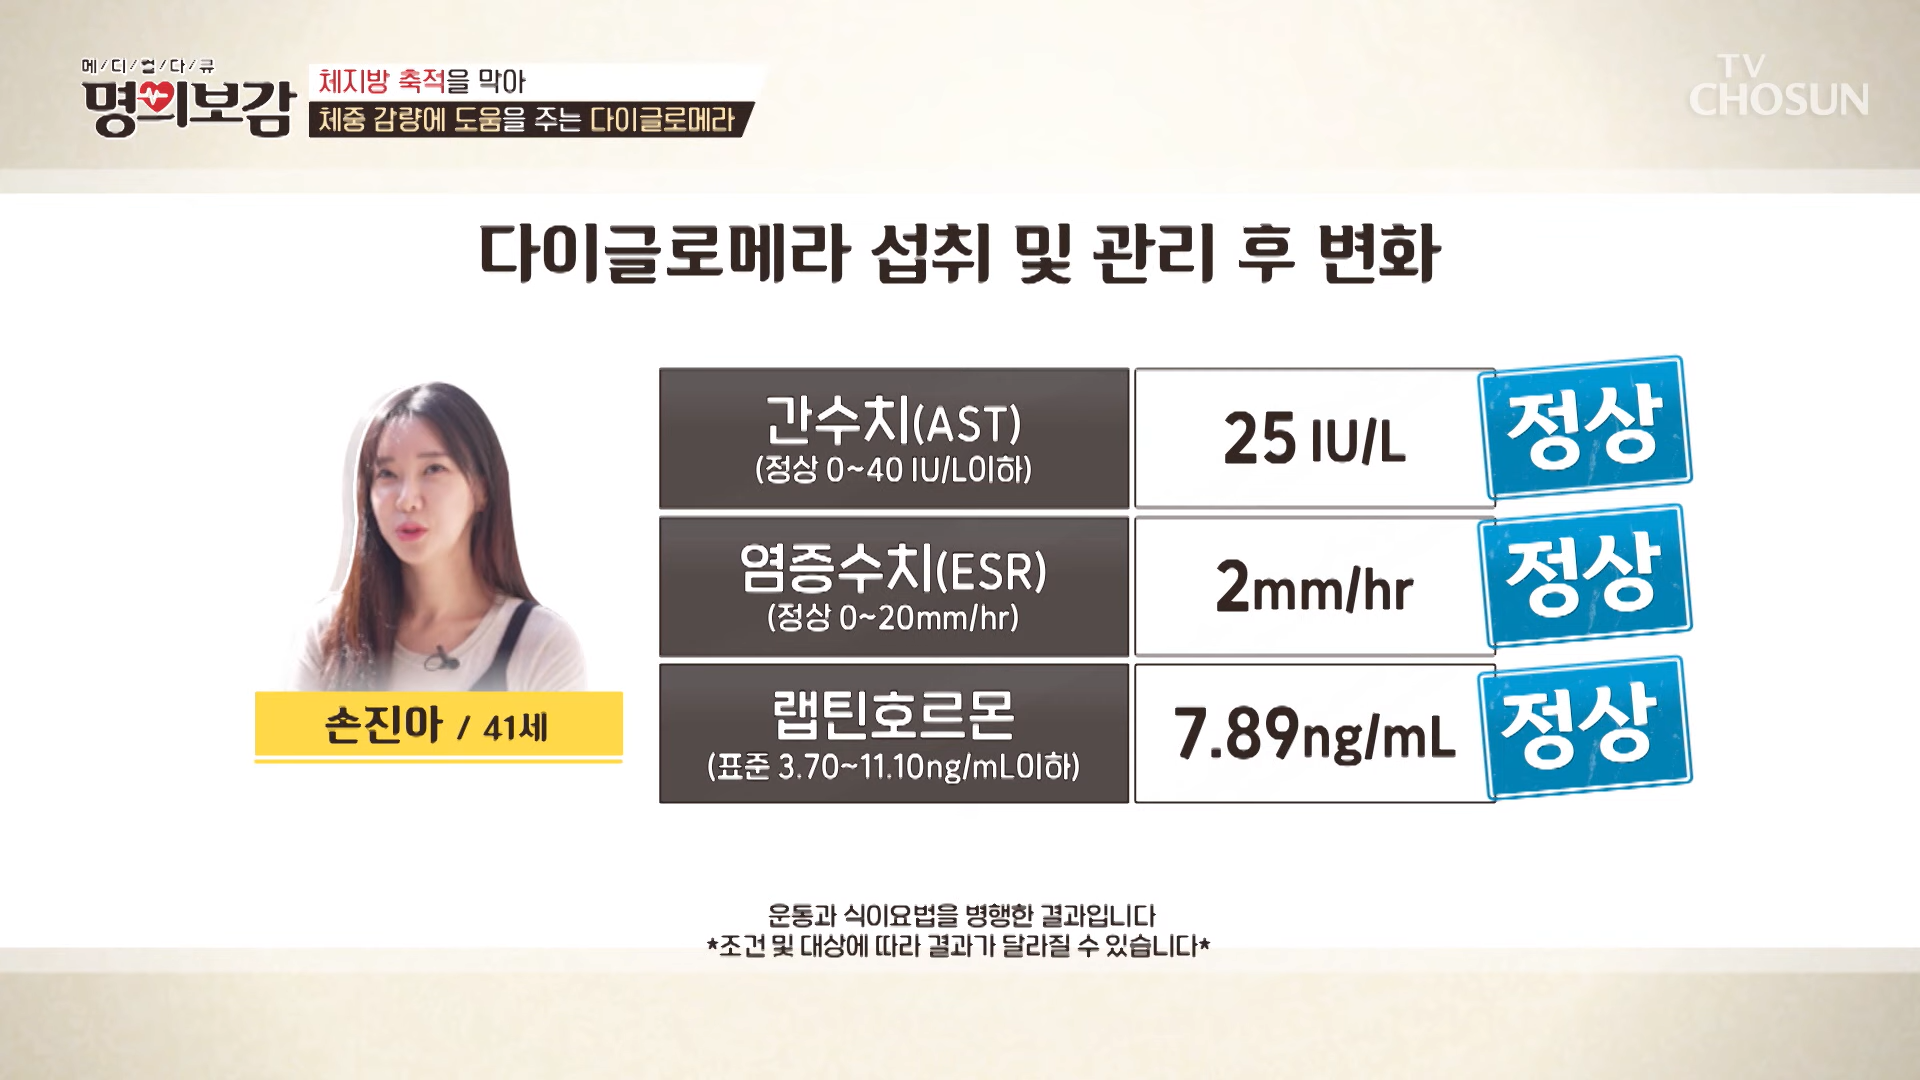 메/디/컬/다/큐
명의보감
체지방 축적을 막아
체중 감량에 도움을 주는 다이글로메라
TV
CHOSUN
다이글로메라 섭취 및 관리 후 변화
간수치(AST)
(정상 0~40 IU/L이하)
25 IU/L
정상
염증수치(ESR)
(정상 0~20mm/hr)
2mm/hr
정상
랩틴호르몬
(표준 3.70~11.10ng/mL이하)
7.89ng/mL
정상
손진아 / 41세
운동과 식이요법을 병행한 결과입니다
*조건 및 대상에 따라 결과가 달라질 수 있습니다*